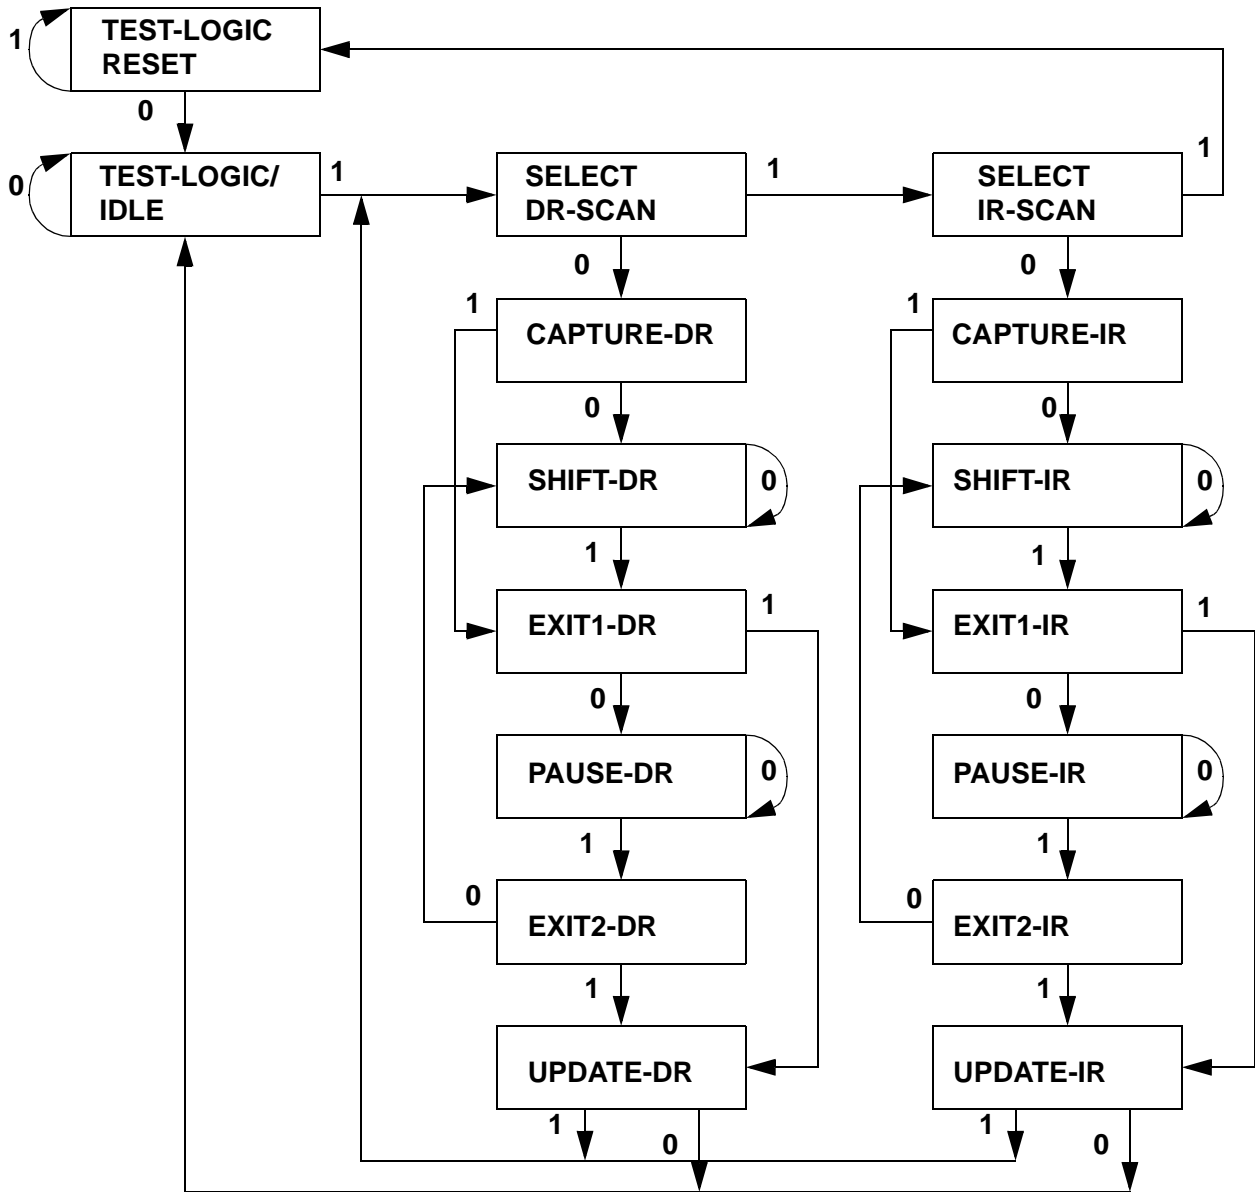 1
TEST-LOGIC
RESET
0
0
TEST-LOGIC/
IDLE
1
SELECT
DR-SCAN
1
SELECT
IR-SCAN
1
0
0
1
CAPTURE-DR
1
CAPTURE-IR
0
0
SHIFT-DR
0
SHIFT-IR
0
1
1
EXIT1-DR
1
EXIT1-IR
1
0
0
PAUSE-DR
0
PAUSE-IR
0
1
1
0
EXIT2-DR
0
EXIT2-IR
1
1
UPDATE-DR
UPDATE-IR
1
0
1
0